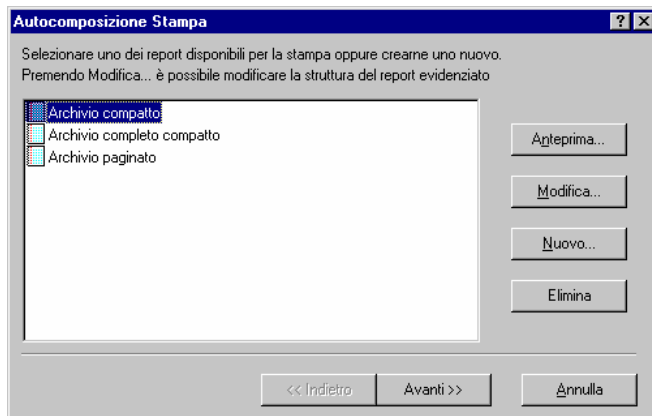 Autocomposizione Stampa
Selezionare uno dei report disponibili per la stampa oppure crearne uno nuovo.
Premendo Modifica... è possibile modificare la struttura del report evidenziato
Archivio compatto
Archivio completo compatto
Archivio paginato
Anteprima...
Modifica...
Nuovo...
Elimina
<< Indietro
Avanti >>
Annulla